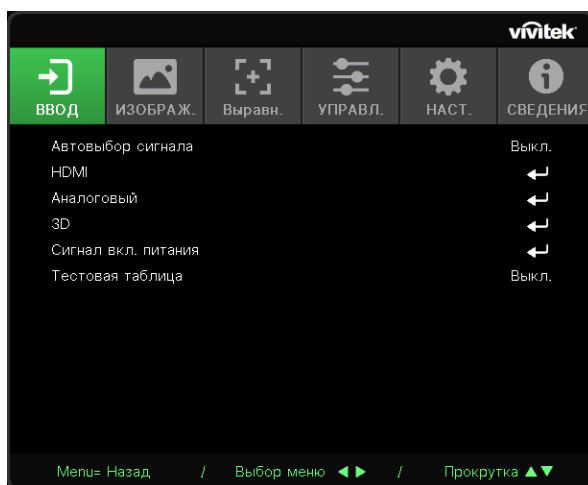 vivitek
ВВОД ИЗОБРАЖ. Выравн. УПРАВЛ. НАСТ. СВЕДЕНИЯ
Автовыбор сигнала Выкл.
HDMI
Аналоговый
3D
Сигнал вкл. питания
Тестовая таблица Выкл.
Menu= Назад / Выбор меню ◀ ▶ / Прокрутка ▲▼